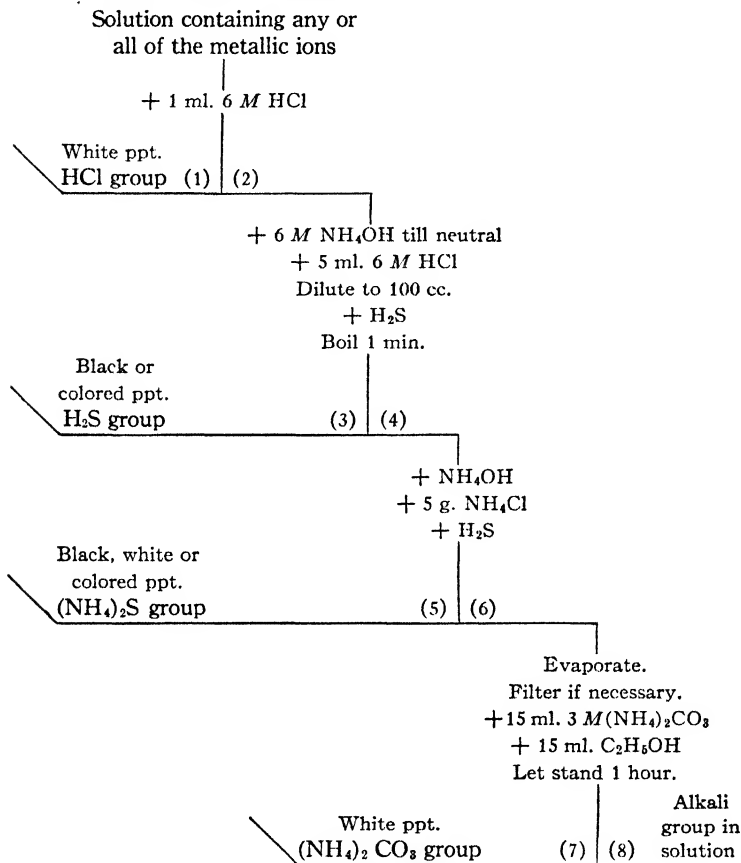 Solution containing any or
all of the metallic ions
+ 1 ml. 6 M HCl
White ppt.
HCl group (1) (2)
+ 6 M NH₄OH till neutral
+ 5 ml. 6 M HCl
Dilute to 100 cc.
+ H₂S
Boil 1 min.
Black or
colored ppt.
H₂S group (3) (4)
+ NH₄OH
+ 5 g. NH₄Cl
+ H₂S
Black, white or
colored ppt.
(NH₄)₂S group (5) (6)
Evaporate.
Filter if necessary.
+15 ml. 3 M(NH₄)₂CO₃
+ 15 ml. C₂H₅OH
Let stand 1 hour.
White ppt.
(NH₄)₂ CO₃ group (7) (8)
Alkali
group in
solution